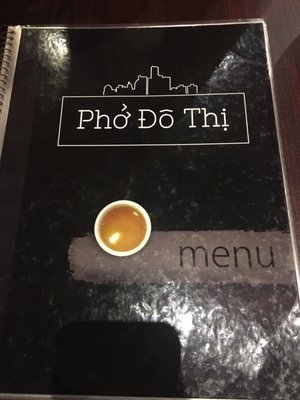 Phở Đô Thị
menu